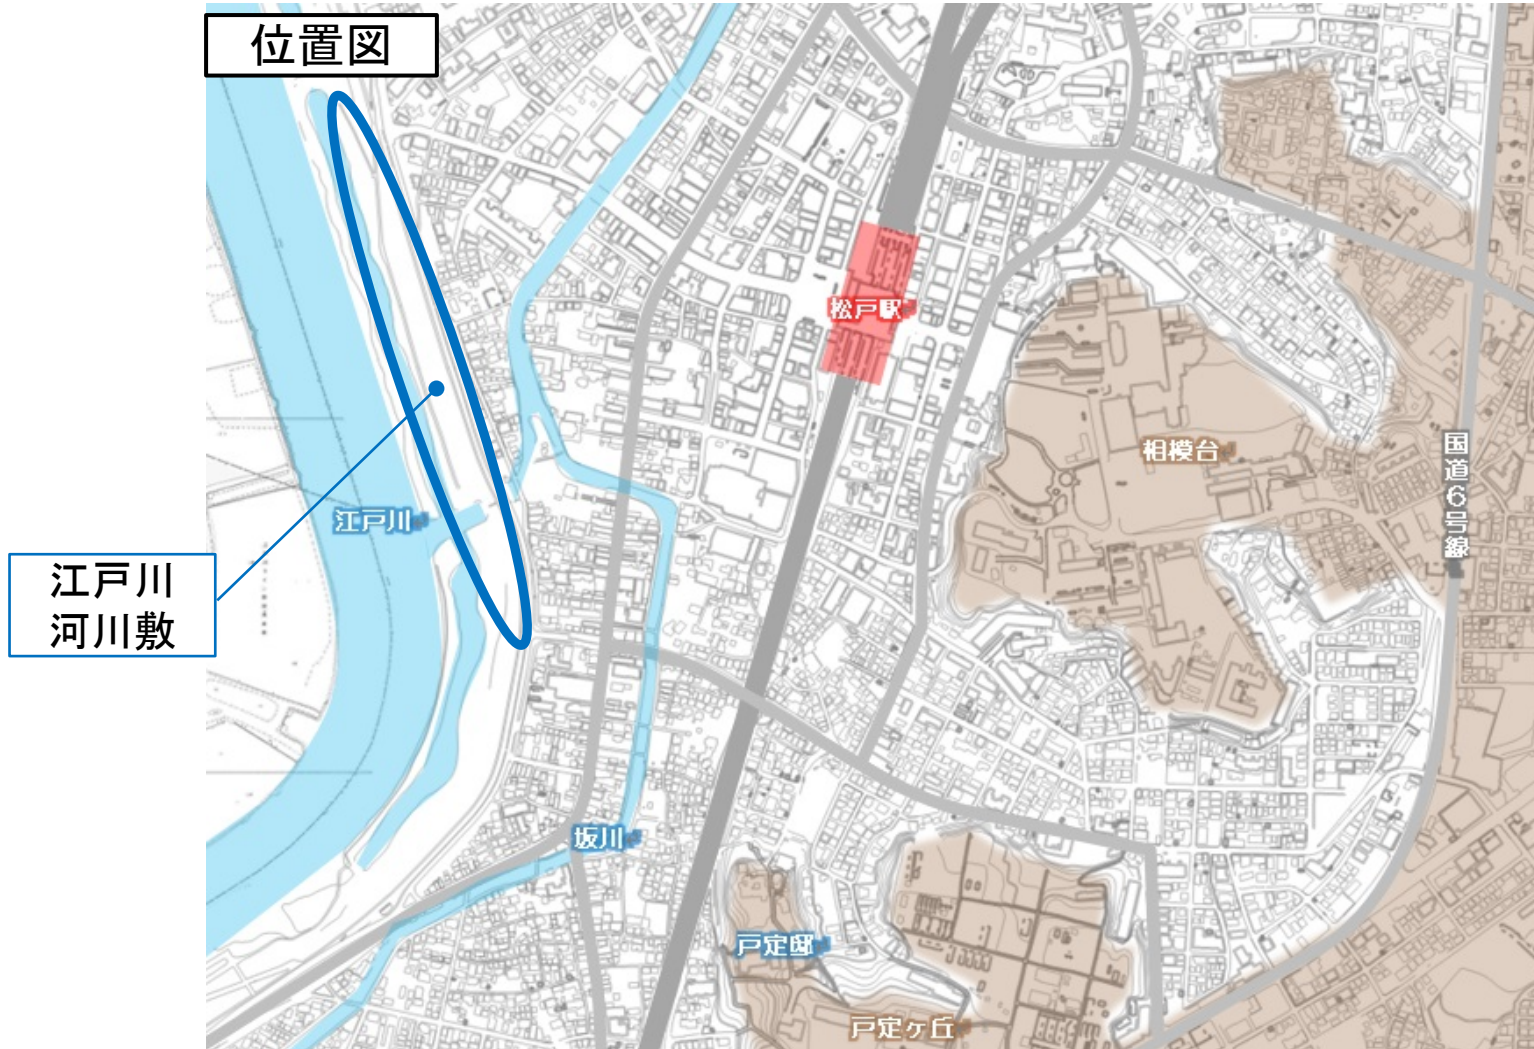 位置図
松戸駅
相模台
国道6号線
江戸川
江戸川
河川敷
坂川
戸定邸
戸定ヶ丘